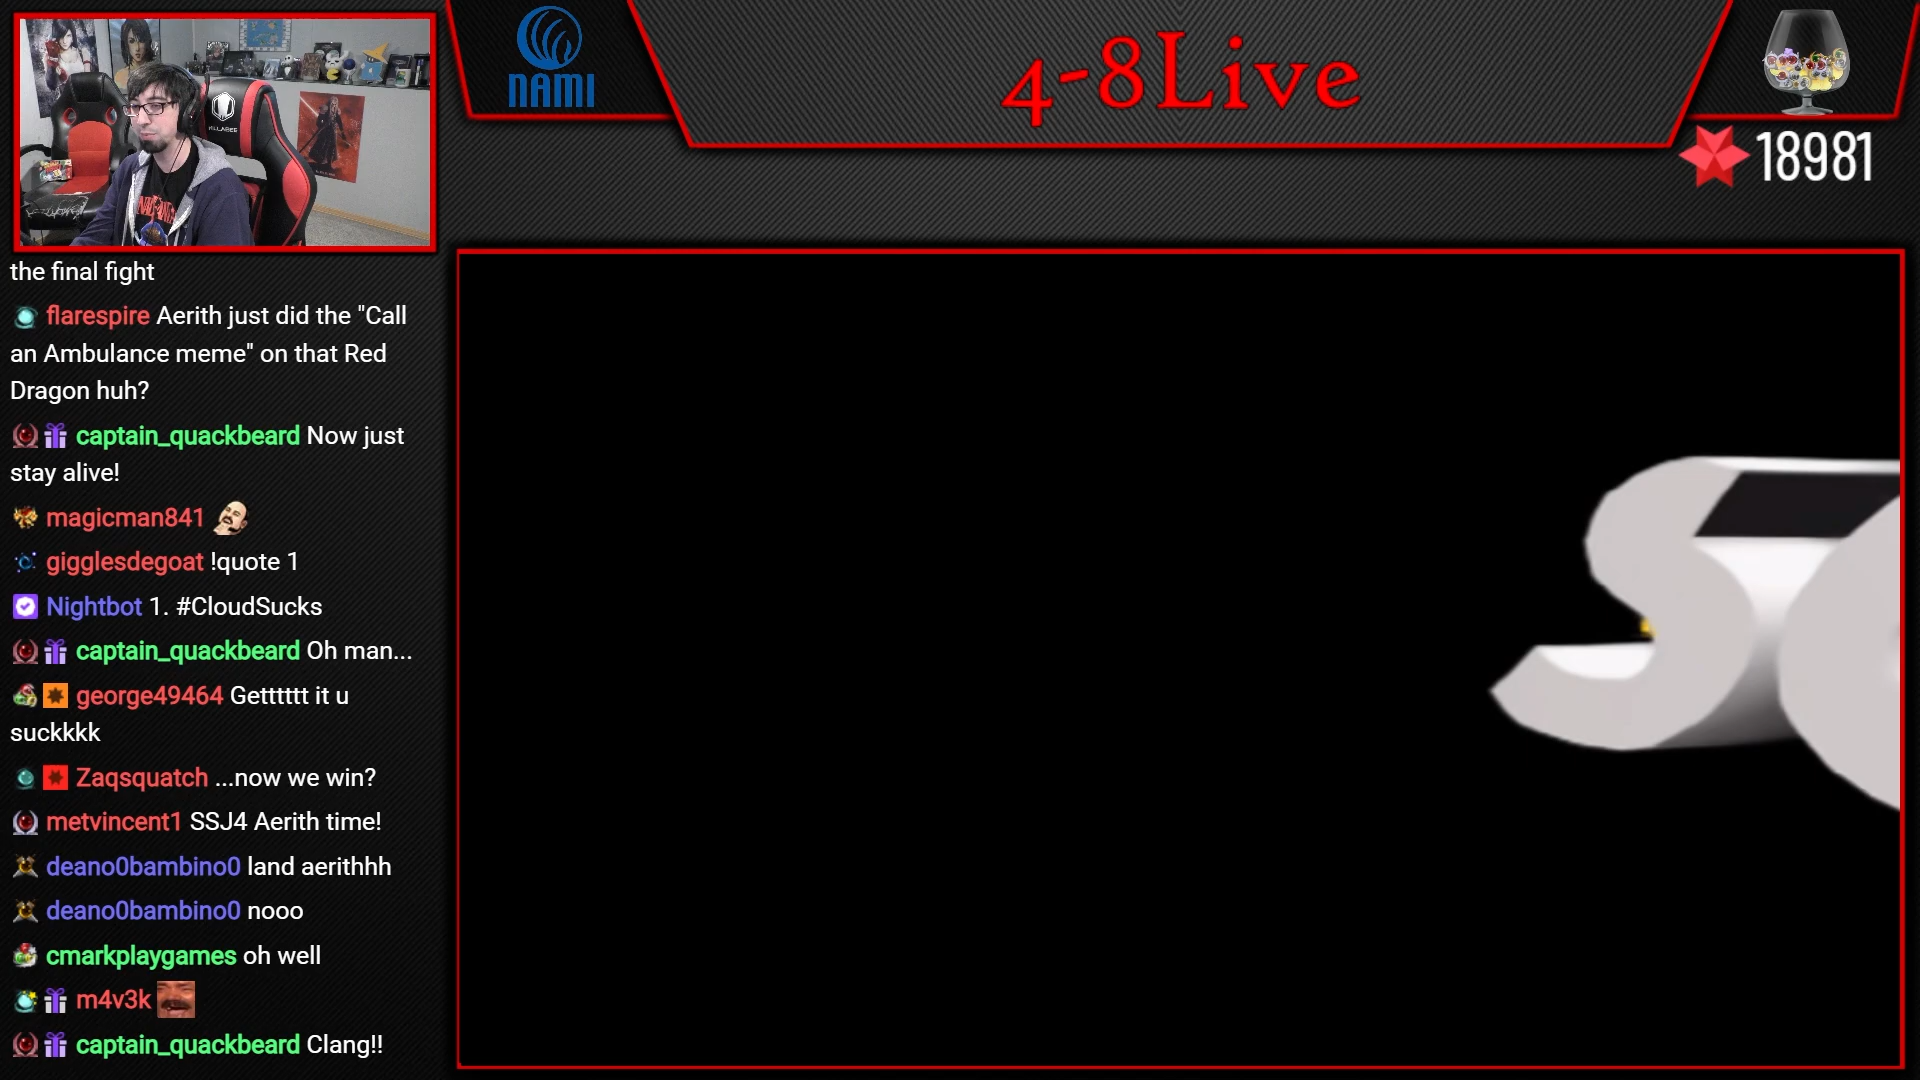 NAMI
4-8Live
18981
KILLABEE
the final fight
flarespire Aerith just did the "Call
an Ambulance meme" on that Red
Dragon huh?
captain_quackbeard Now just
stay alive!
magicman841
gigglesdegoat !quote 1
Nightbot 1. #CloudSucks
captain_quackbeard Oh man...
george49464 Getttttt it u
suckkkk
Zaqsquatch ...now we win?
metvincent1 SSJ4 Aerith time!
deano0bambino0 land aerithhh
deano0bambino0 nooo
cmarkplaygames oh well
m4v3k
captain_quackbeard Clang!!
S